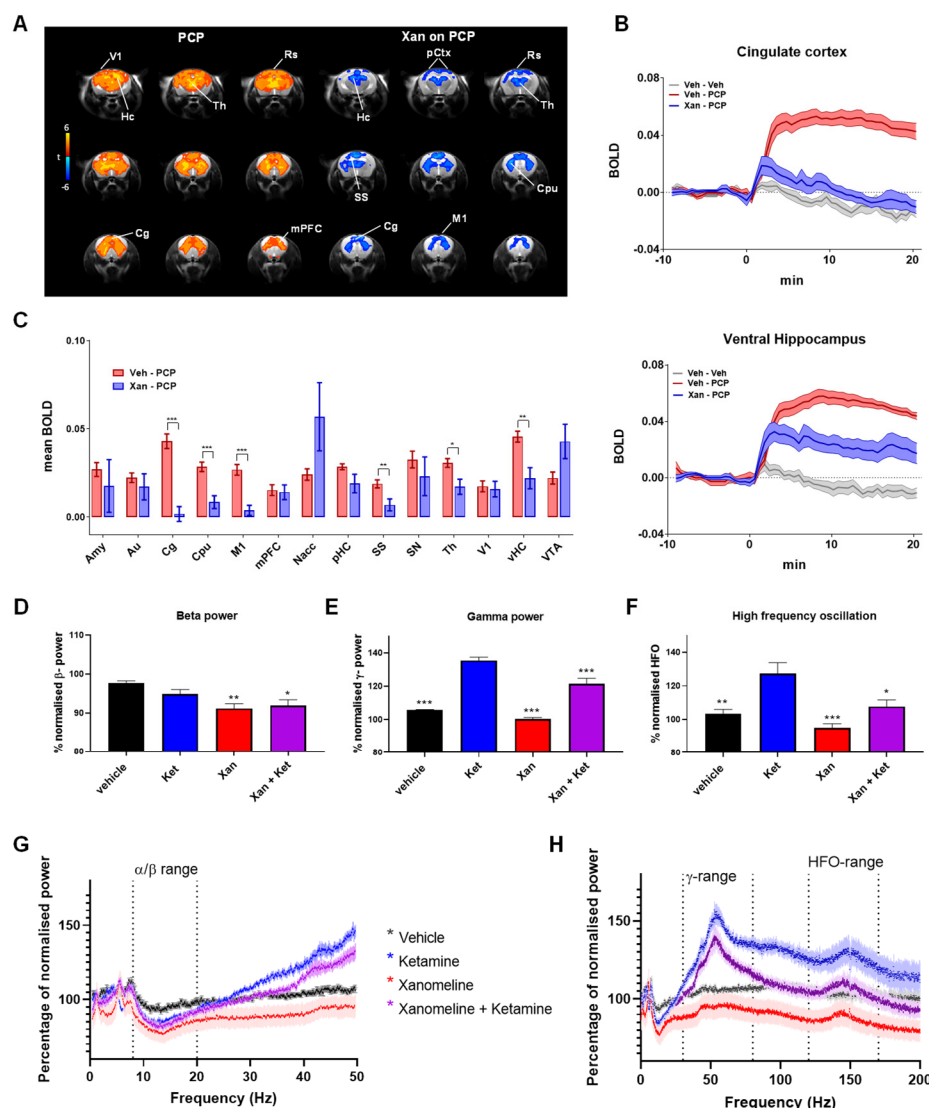 A
PCP
Xan on PCP
V1
Rs
pCtx
Rs
Hc
Th
Hc
Th
6
t
-6
SS
Cpu
Cg
mPFC
Cg
M1
B
Cingulate cortex
Veh - Veh
Veh - PCP
Xan - PCP
BOLD
0.08
0.04
0.00
-0.04
-10
0
10
20
min
Ventral Hippocampus
Veh - Veh
Veh - PCP
Xan - PCP
BOLD
0.08
0.04
0.00
-0.04
-10
0
10
20
min
C
mean BOLD
0.10
0.05
0.00
Veh - PCP
Xan - PCP
***
***
***
**
*
**
Amy
Au
Cg
Cpu
M1
mPFC
Nacc
pHC
SS
SN
Th
V1
vHC
VTA
D
Beta power
% normalised β- power
110
100
90
80
**
*
vehicle
Ket
Xan
Xan + Ket
E
Gamma power
% normalised γ- power
140
120
100
80
***
***
***
vehicle
Ket
Xan
Xan + Ket
F
High frequency oscillation
% normalised HFO
140
120
100
80
**
***
*
vehicle
Ket
Xan
Xan + Ket
G
α/β range
Percentage of normalised power
150
100
0
10
20
30
40
50
Frequency (Hz)
* Vehicle
* Ketamine
* Xanomeline
* Xanomeline + Ketamine
H
γ-range
HFO-range
Percentage of normalised power
150
100
0
50
100
150
200
Frequency (Hz)